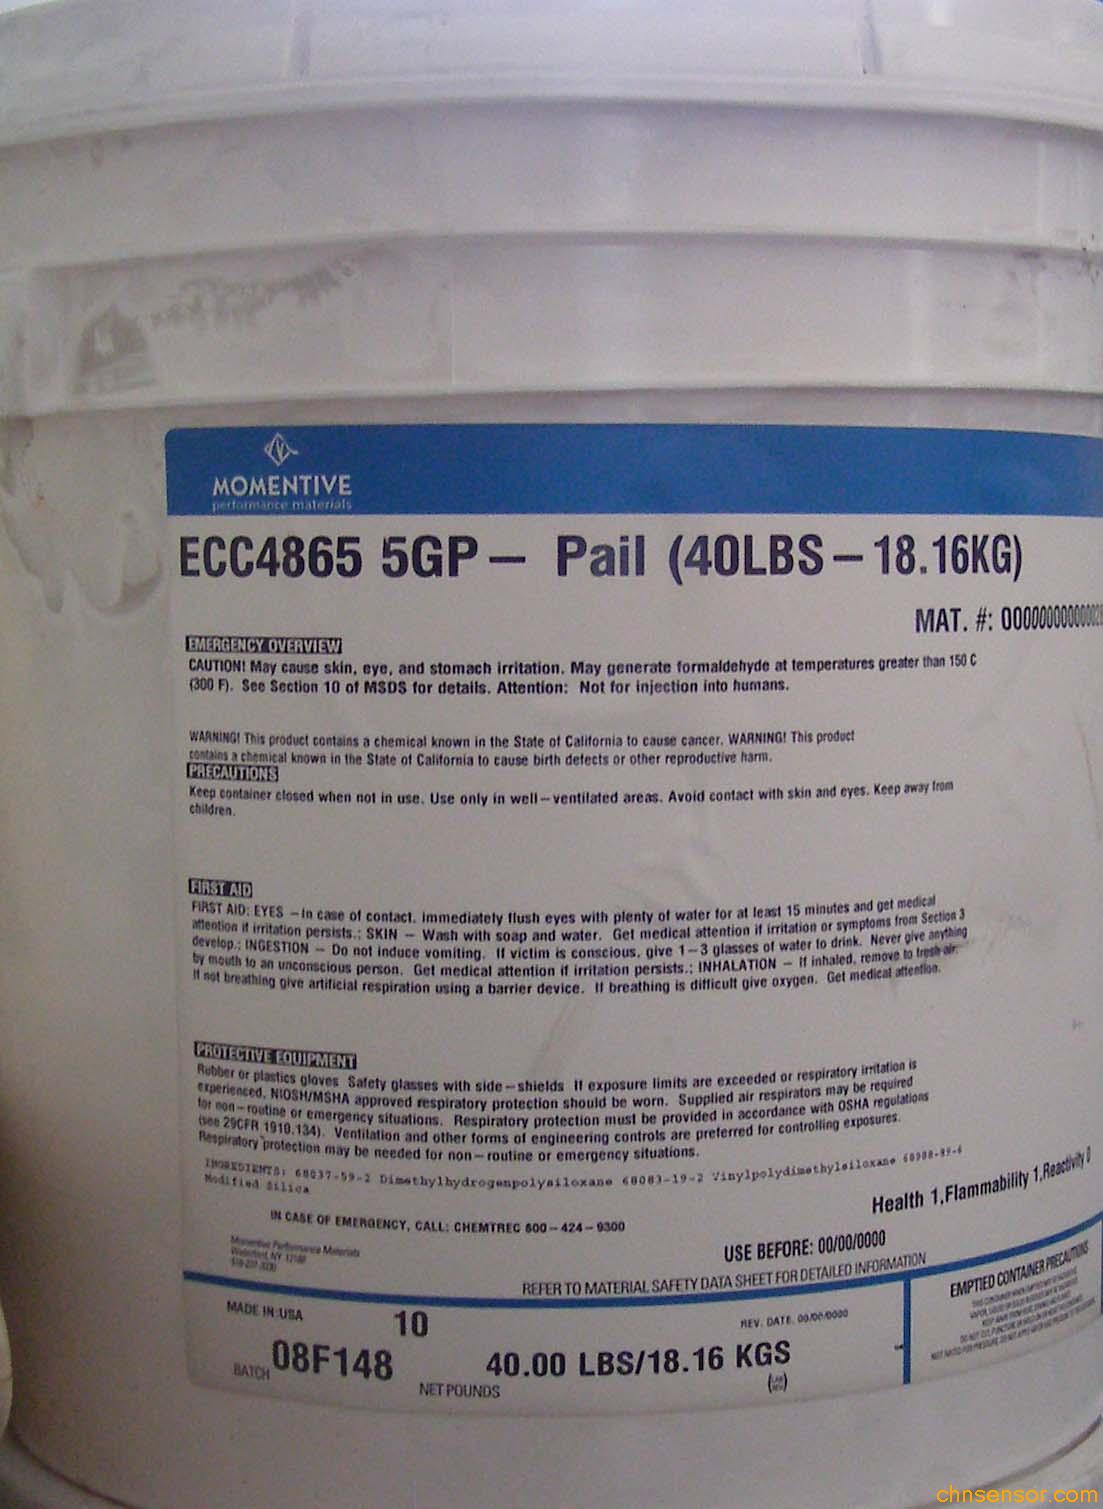 MOMENTIVE
performance materials
ECC4865 5GP – Pail (40LBS – 18.16KG)
MAT. #:
EMERGENCY OVERVIEW
CAUTION! May cause skin, eye, and stomach irritation. May generate formaldehyde at temperatures greater than 150 C
(300 F). See Section 10 of MSDS for details. Attention: Not for injection into humans.
WARNING! This product contains a chemical known in the State of California to cause cancer. WARNING! This product
contains a chemical known in the State of California to cause birth defects or other reproductive harm.
PRECAUTIONS
Keep container closed when not in use. Use only in well – ventilated areas. Avoid contact with skin and eyes. Keep away from
children.
FIRST AID
FIRST AID: EYES – In case of contact, immediately flush eyes with plenty of water for at least 15 minutes and get medical
attention if irritation persists.; SKIN – Wash with soap and water. Get medical attention if irritation or symptoms from Section 3
develop.; INGESTION – Do not induce vomiting. If victim is conscious, give 1 – 3 glasses of water to drink. Never give anything
by mouth to an unconscious person. Get medical attention if irritation persists.; INHALATION – If inhaled, remove to fresh air.
If not breathing give artificial respiration using a barrier device. If breathing is difficult give oxygen. Get medical attention.
PROTECTIVE EQUIPMENT
Rubber or plastics gloves Safety glasses with side – shields If exposure limits are exceeded or respiratory irritation is
experienced, NIOSH/MSHA approved respiratory protection should be worn. Supplied air respirators may be required
for non – routine or emergency situations. Respiratory protection must be provided in accordance with OSHA regulations
(see 29CFR 1910.134). Ventilation and other forms of engineering controls are preferred for controlling exposures.
Respiratory protection may be needed for non – routine or emergency situations.
INGREDIENTS: 68037-59-2 Dimethylhydrogenpolysiloxane 68083-19-2 Vinylpolydimethylsiloxane
Modified Silica
Health 1,Flammability 1,Reactivity 0
IN CASE OF EMERGENCY, CALL: CHEMTREC 800 – 424 – 9300
Momentive Performance Materials
Waterford, NY 12188
USE BEFORE: 00/00/0000
REFER TO MATERIAL SAFETY DATA SHEET FOR DETAILED INFORMATION
EMPTIED CONTAINER PRECAUTIONS
MADE IN USA
10
REV. DATE. 00/00/0000
BATCH 08F148
40.00 LBS/18.16 KGS
NET POUNDS
chnsensor.com